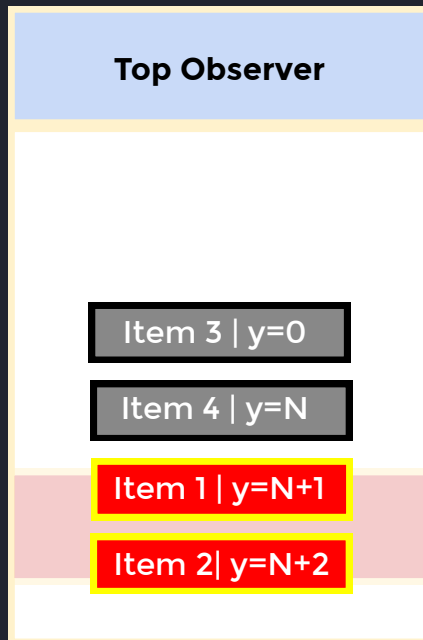 Top Observer
Item 3 | y=0
Item 4 | y=N
Item 1 | y=N+1
Item 2| y=N+2